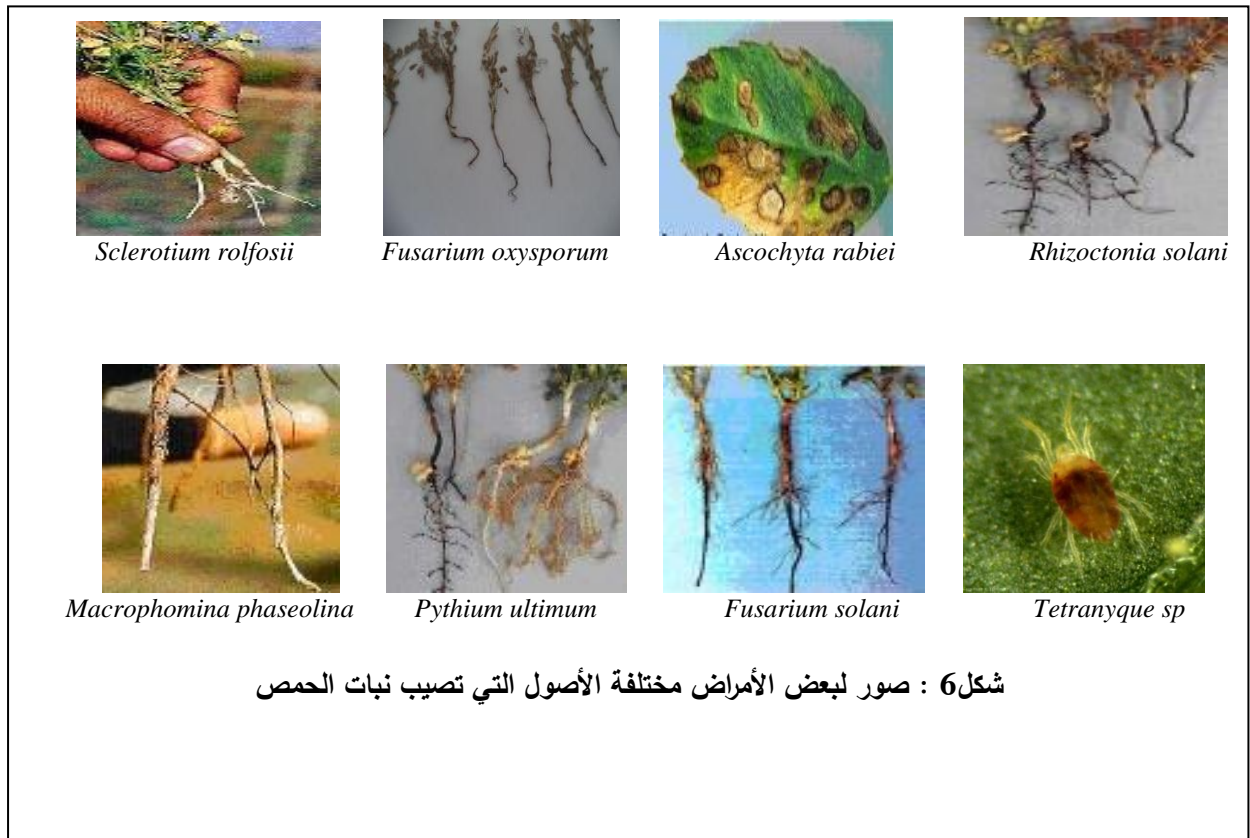 Sclerotium rolfosii Fusarium oxysporum Ascochyta rabiei Rhizoctonia solani
Macrophomina phaseolina Pythium ultimum Fusarium solani Tetranyque sp
شكل6 : صور لبعض الأمراض مختلفة الأصول التي تصيب نبات الحمص